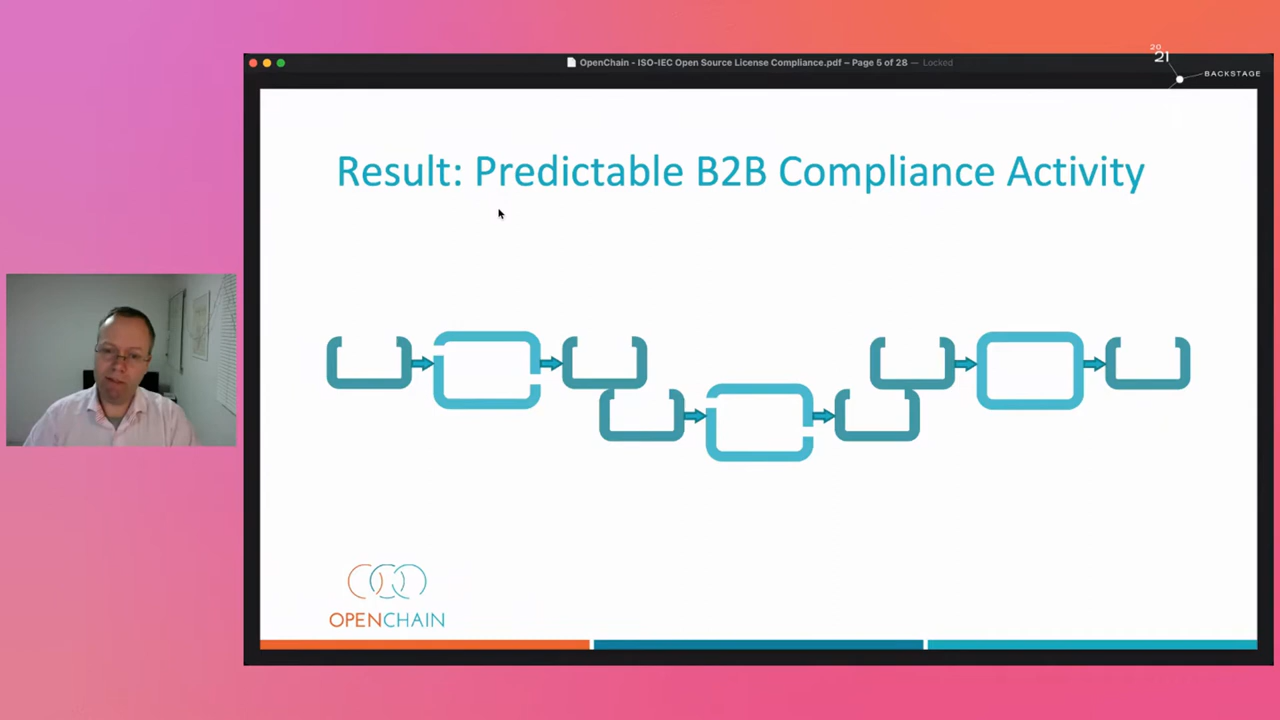 OpenChain - ISO-IEC Open Source License Compliance.pdf – Page 5 of 28 — Locked
20
21
BACKSTAGE
Result: Predictable B2B Compliance Activity
OPENCHAIN